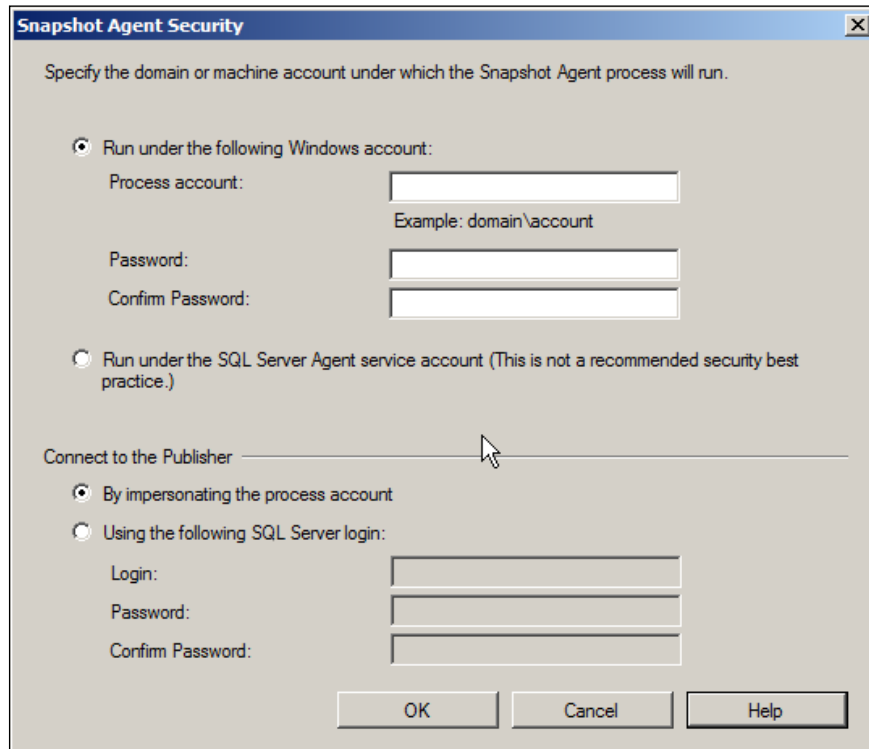 Snapshot Agent Security
Specify the domain or machine account under which the Snapshot Agent process will run.
Run under the following Windows account:
Process account:
Example: domain\account
Password:
Confirm Password:
Run under the SQL Server Agent service account (This is not a recommended security best
practice.)
Connect to the Publisher
By impersonating the process account
Using the following SQL Server login:
Login:
Password:
Confirm Password:
OK Cancel Help